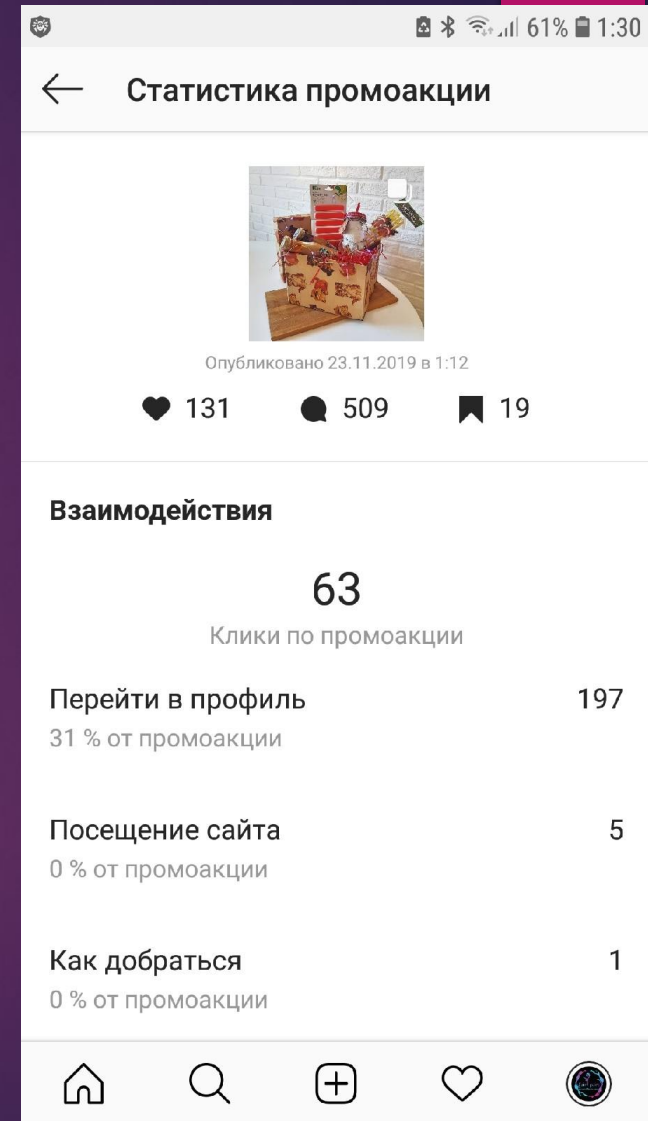 61% 1:30
Статистика промоакции
Опубликовано 23.11.2019 в 1:12
131 509 19
Взаимодействия
63
Клики по промоакции
Перейти в профиль 197
31 % от промоакции
Посещение сайта 5
0 % от промоакции
Как добраться 1
0 % от промоакции